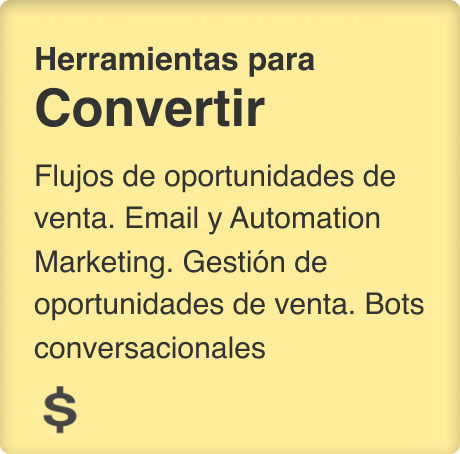 Herramientas para
Convertir
Flujos de oportunidades de
venta. Email y Automation
Marketing. Gestión de
oportunidades de venta. Bots
conversacionales
$